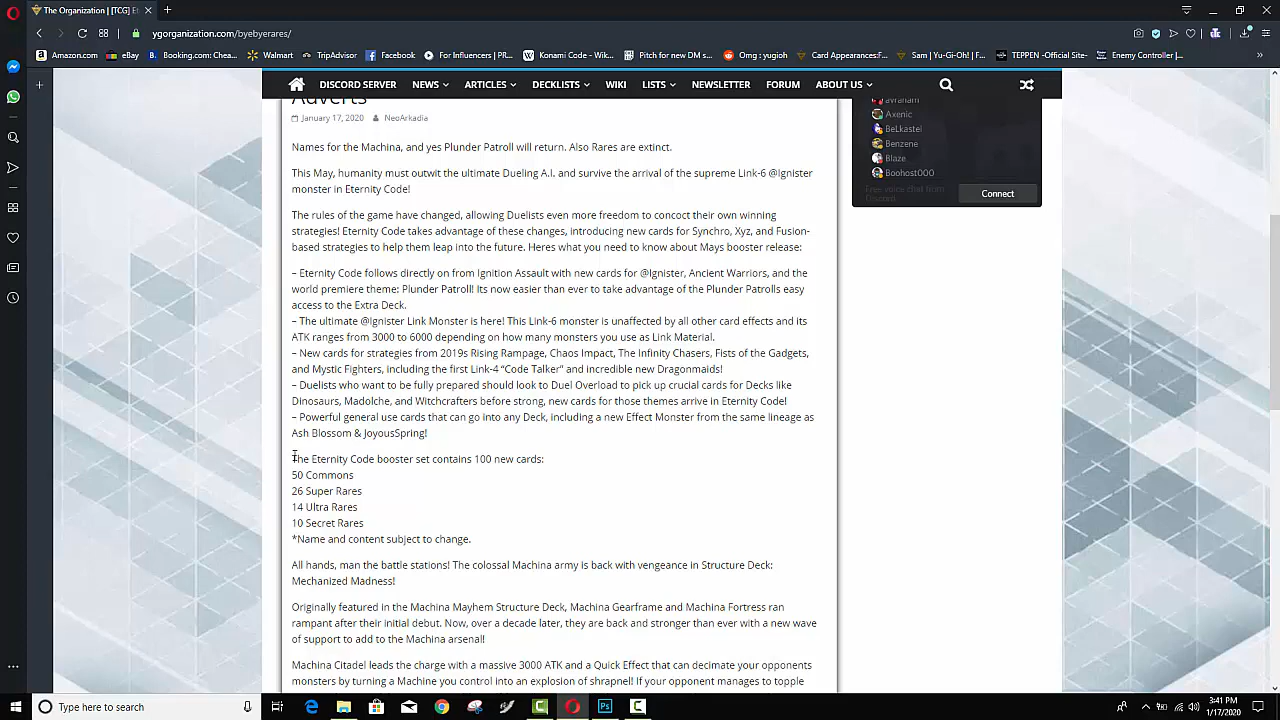 The Organization | [TCG] Et
ygorganization.com/byebyerares/
Amazon.com eBay Booking.com: Chea... Walmart TripAdvisor Facebook For Influencers | PR... Konami Code - Wik... Pitch for new DM s... reddit: yugioh Card Appearances:F... Sam | Yu-Gi-Oh! | F... TEPPEN -Official Site- Enemy Controller |...
DISCORD SERVER NEWS ARTICLES DECKLISTS WIKI LISTS NEWSLETTER FORUM ABOUT US
Adverts
January 17, 2020 NeoArkadia
Names for the Machina, and yes Plunder Patroll will return. Also Rares are extinct.
This May, humanity must outwit the ultimate Dueling A.I. and survive the arrival of the supreme Link-6 @Ignister
monster in Eternity Code!
The rules of the game have changed, allowing Duelists even more freedom to concoct their own winning
strategies! Eternity Code takes advantage of these changes, introducing new cards for Synchro, Xyz, and Fusion-
based strategies to help them leap into the future. Heres what you need to know about Mays booster release:
– Eternity Code follows directly on from Ignition Assault with new cards for @Ignister, Ancient Warriors, and the
world premiere theme: Plunder Patroll! Its now easier than ever to take advantage of the Plunder Patrolls easy
access to the Extra Deck.
– The ultimate @Ignister Link Monster is here! This Link-6 monster is unaffected by all other card effects and its
ATK ranges from 3000 to 6000 depending on how many monsters you use as Link Material.
– New cards for strategies from 2019s Rising Rampage, Chaos Impact, The Infinity Chasers, Fists of the Gadgets,
and Mystic Fighters, including the first Link-4 “Code Talker” and incredible new Dragonmaids!
– Duelists who want to be fully prepared should look to Duel Overload to pick up crucial cards for Decks like
Dinosaurs, Madolche, and Witchcrafters before strong, new cards for those themes arrive in Eternity Code!
– Powerful general use cards that can go into any Deck, including a new Effect Monster from the same lineage as
Ash Blossom & JoyousSpring!
The Eternity Code booster set contains 100 new cards:
50 Commons
26 Super Rares
14 Ultra Rares
10 Secret Rares
*Name and content subject to change.
All hands, man the battle stations! The colossal Machina army is back with vengeance in Structure Deck:
Mechanized Madness!
Originally featured in the Machina Mayhem Structure Deck, Machina Gearframe and Machina Fortress ran
rampant after their initial debut. Now, over a decade later, they are back and stronger than ever with a new wave
of support to add to the Machina arsenal!
Machina Citadel leads the charge with a massive 3000 ATK and a Quick Effect that can decimate your opponents
monsters by turning a Machine you control into an explosion of shrapnel! If your opponent manages to topple
avraham
Axenic
BeLkastel
Benzene
Blaze
Boohost000
Free voice chat from
Discord
Connect
Type here to search
3:41 PM
1/17/2020